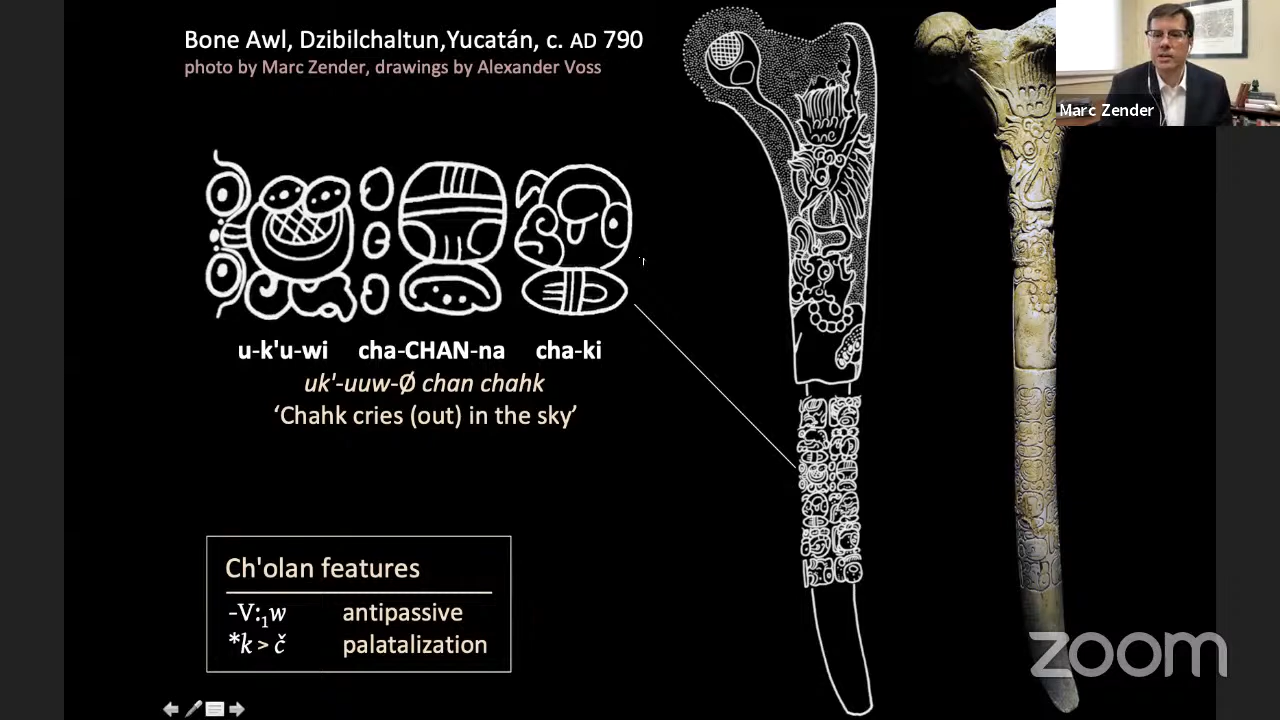 Bone Awl, Dzibilchaltun,Yucatán, c. AD 790
photo by Marc Zender, drawings by Alexander Voss
Marc Zender
u-k'u-wi cha-CHAN-na cha-ki
uk'-uuw-Ø chan chahk
‘Chahk cries (out) in the sky’
Ch'olan features
-V:₁w antipassive
*k > č palatalization
zoom